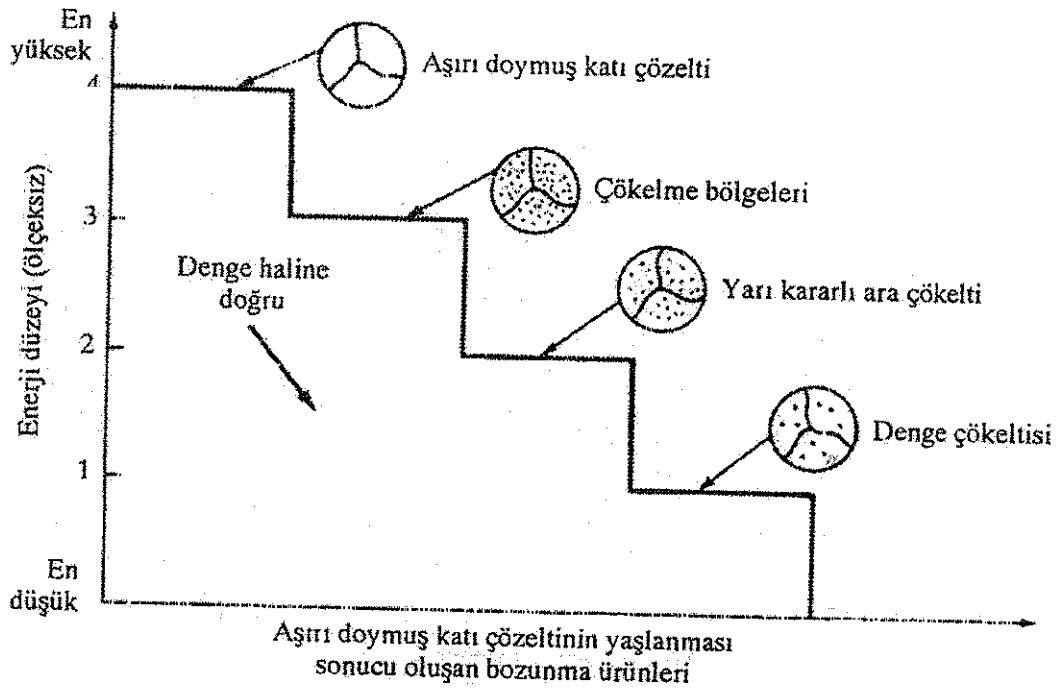 En
yüksek
4
Aşırı doymuş katı çözelti
Çökelme bölgeleri
3
Enerji düzeyi (ölçeksiz)
Denge haline
doğru
Yarı kararlı ara çökelti
2
Denge çökeltisi
1
En
düşük
Aşırı doymuş katı çözeltinin yaşlanması
sonucu oluşan bozunma ürünleri